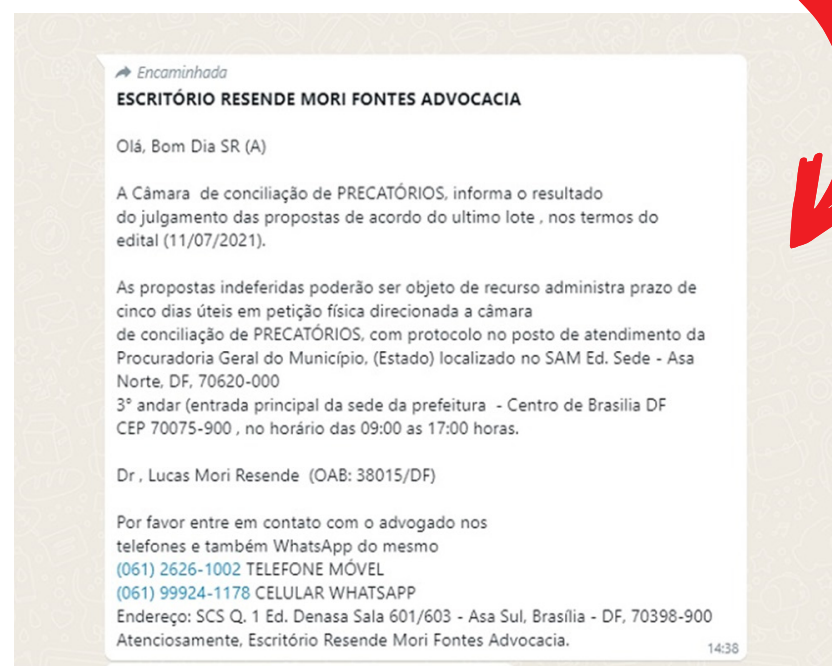 Encaminhada
ESCRITÓRIO RESENDE MORI FONTES ADVOCACIA
Olá, Bom Dia SR (A)
A Câmara  de conciliação de PRECATÓRIOS, informa o resultado
do julgamento das propostas de acordo do ultimo lote , nos termos do
edital (11/07/2021).
As propostas indeferidas poderão ser objeto de recurso administra prazo de
cinco dias úteis em petição física direcionada a câmara
de conciliação de PRECATÓRIOS, com protocolo no posto de atendimento da
Procuradoria Geral do Município, (Estado) localizado no SAM Ed. Sede - Asa
Norte, DF, 70620-000
3° andar (entrada principal da sede da prefeitura  - Centro de Brasilia DF
CEP 70075-900 , no horário das 09:00 as 17:00 horas.
Dr , Lucas Mori Resende  (OAB: 38015/DF)
Por favor entre em contato com o advogado nos
telefones e também WhatsApp do mesmo
(061) 2626-1002 TELEFONE MÓVEL
(061) 99924-1178 CELULAR WHATSAPP
Endereço: SCS Q. 1 Ed. Denasa Sala 601/603 - Asa Sul, Brasília - DF, 70398-900
Atenciosamente, Escritório Resende Mori Fontes Advocacia.
14:38